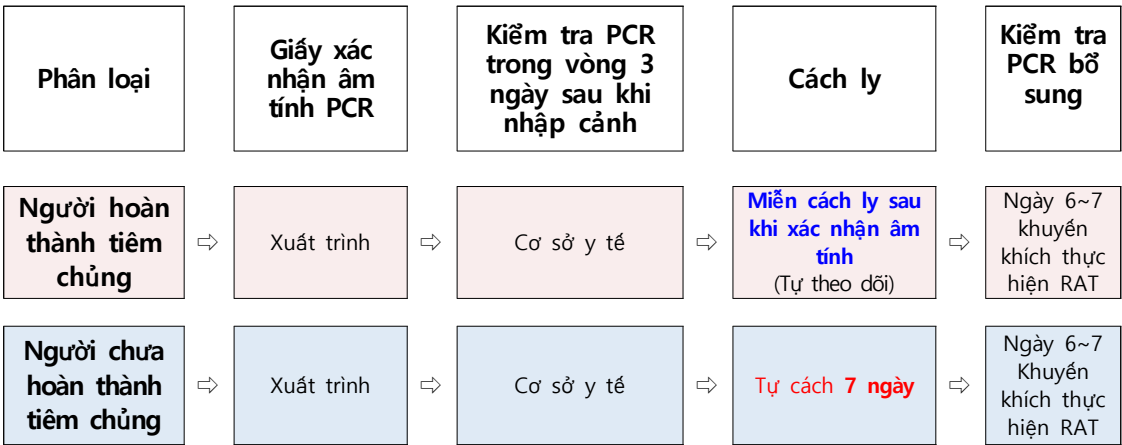 Phân loại
Giấy xác
nhận âm
tính PCR
Kiểm tra PCR
trong vòng 3
ngày sau khi
nhập cảnh
Cách ly
Kiểm tra
PCR bổ
sung
Người hoàn
thành tiêm
chủng
⇨
Xuất trình
⇨
Cơ sở y tế
⇨
Miễn cách ly sau
khi xác nhận âm
tính
(Tự theo dõi)
⇨
Ngày 6~7
khuyến
khích thực
hiện RAT
Người chưa
hoàn thành
tiêm chủng
⇨
Xuất trình
⇨
Cơ sở y tế
⇨
Tự cách 7 ngày
⇨
Ngày 6~7
Khuyến
khích thực
hiện RAT